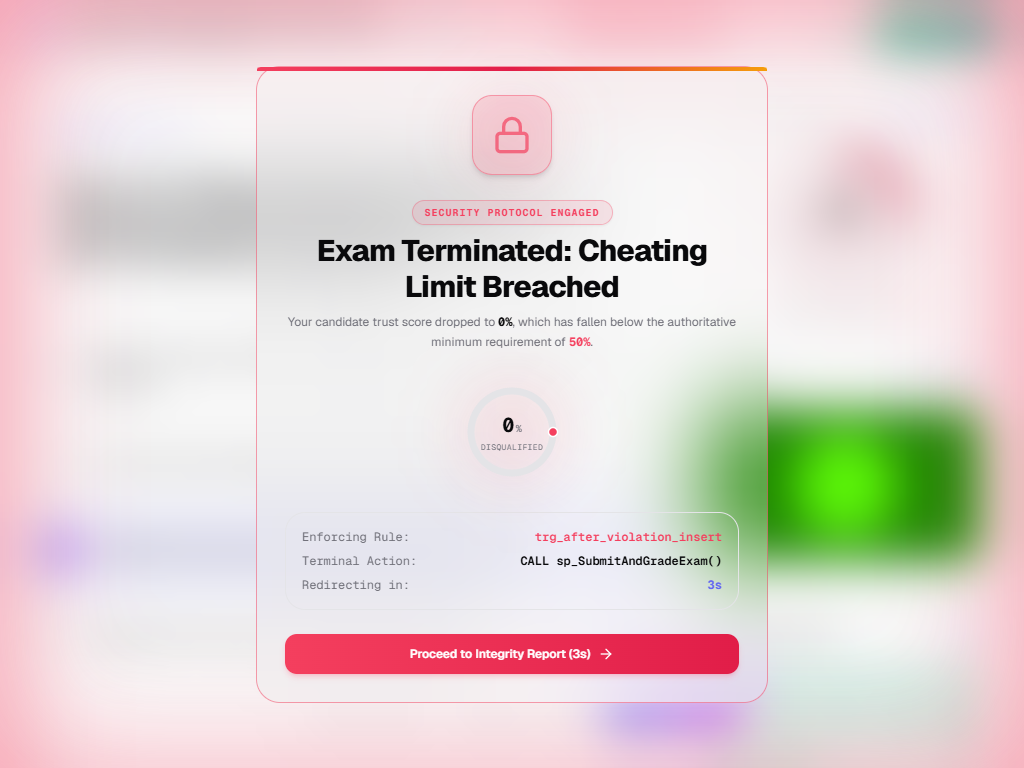 SECURITY PROTOCOL ENGAGED
Exam Terminated: Cheating
Limit Breached
Your candidate trust score dropped to 0%, which has fallen below the authoritative
minimum requirement of 50%.
0%
DISQUALIFIED
Enforcing Rule: trg_after_violation_insert
Terminal Action: CALL sp_SubmitAndGradeExam()
Redirecting in: 3s
Proceed to Integrity Report (3s) →